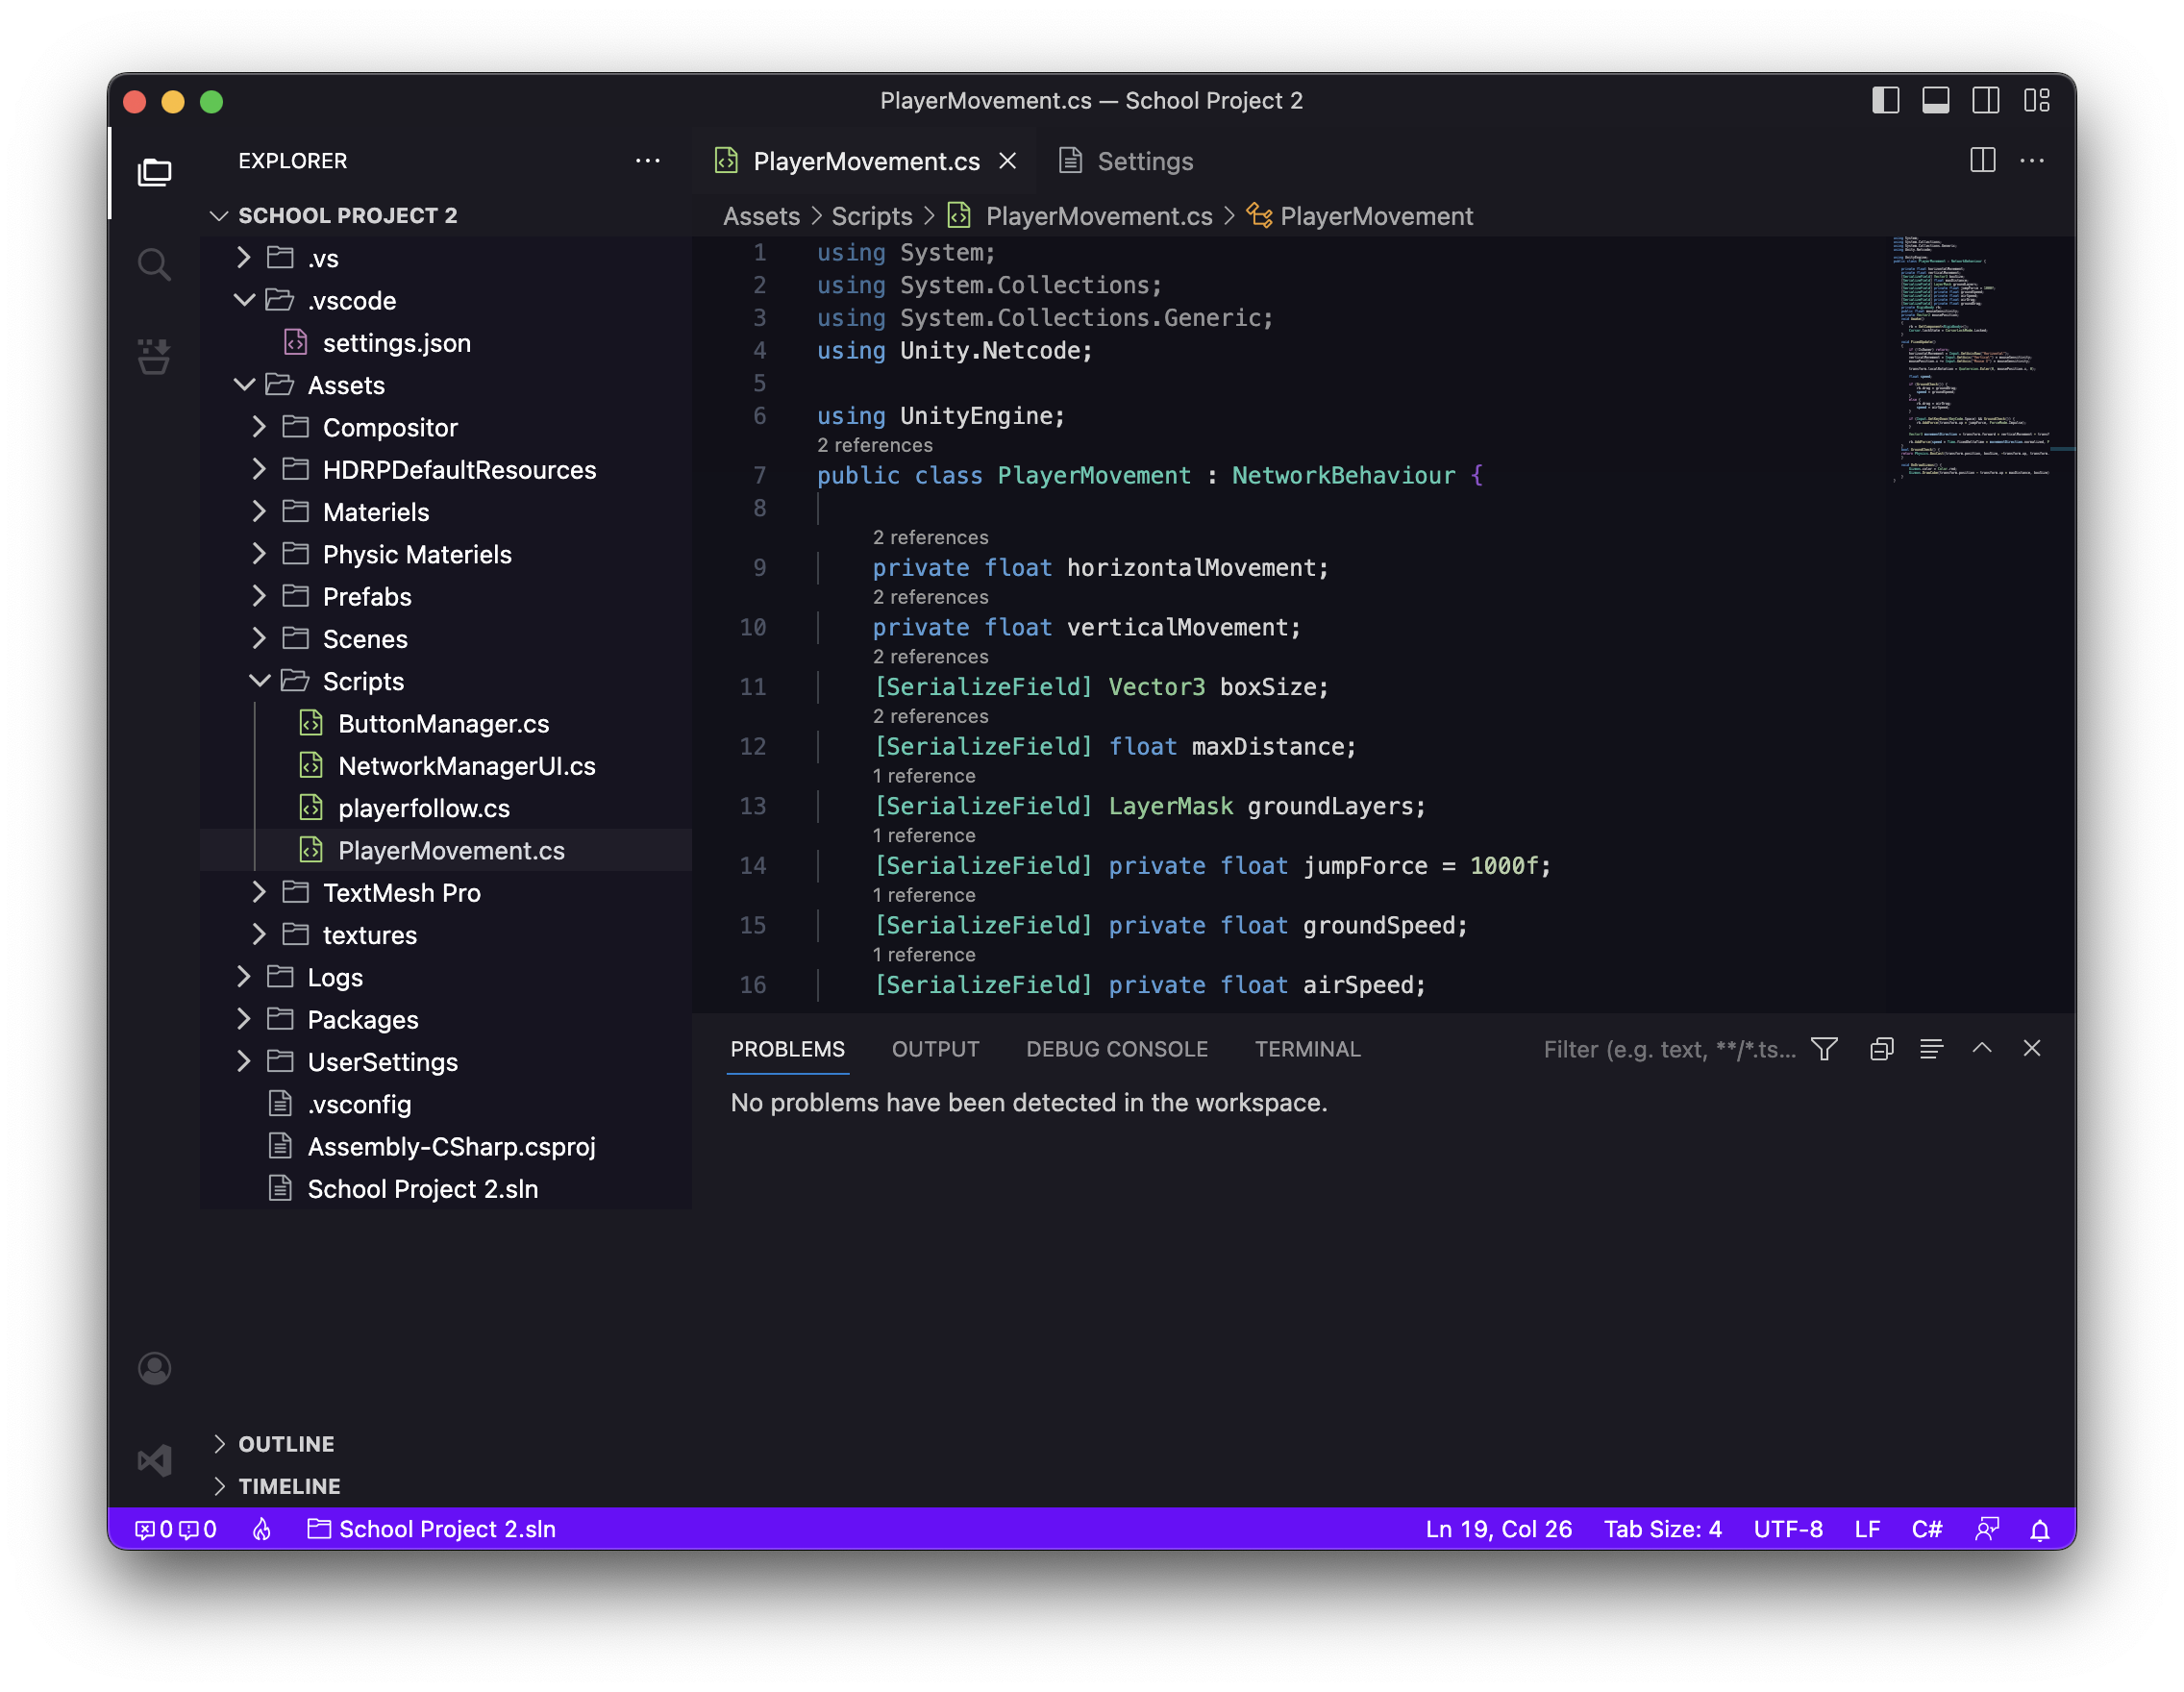 PlayerMovement.cs — School Project 2
EXPLORER
SCHOOL PROJECT 2
.vs
.vscode
settings.json
Assets
Compositor
HDRPDefaultResources
Materiels
Physic Materiels
Prefabs
Scenes
Scripts
ButtonManager.cs
NetworkManagerUI.cs
playerfollow.cs
PlayerMovement.cs
TextMesh Pro
textures
Logs
Packages
UserSettings
.vsconfig
Assembly-CSharp.csproj
School Project 2.sln
OUTLINE
TIMELINE
PlayerMovement.cs
Settings
Assets > Scripts > PlayerMovement.cs > PlayerMovement
1 using System;
2 using System.Collections;
3 using System.Collections.Generic;
4 using Unity.Netcode;
5
6 using UnityEngine;
2 references
7 public class PlayerMovement : NetworkBehaviour {
8
2 references
9 private float horizontalMovement;
2 references
10 private float verticalMovement;
2 references
11 [SerializeField] Vector3 boxSize;
2 references
12 [SerializeField] float maxDistance;
1 reference
13 [SerializeField] LayerMask groundLayers;
1 reference
14 [SerializeField] private float jumpForce = 1000f;
1 reference
15 [SerializeField] private float groundSpeed;
1 reference
16 [SerializeField] private float airSpeed;
PROBLEMS OUTPUT DEBUG CONSOLE TERMINAL Filter (e.g. text, **/*.ts...
No problems have been detected in the workspace.
0 0 School Project 2.sln Ln 19, Col 26 Tab Size: 4 UTF-8 LF C#